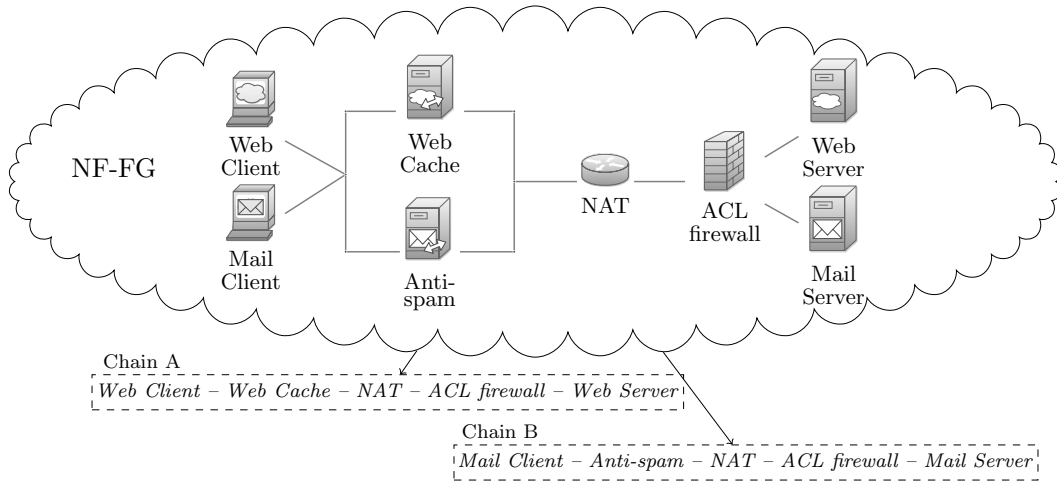 NF-FG
Web
Client
Mail
Client
Web
Cache
Anti-
spam
NAT
ACL
firewall
Web
Server
Mail
Server
Chain A
Web Client – Web Cache – NAT – ACL firewall – Web Server
Chain B
Mail Client – Anti-spam – NAT – ACL firewall – Mail Server